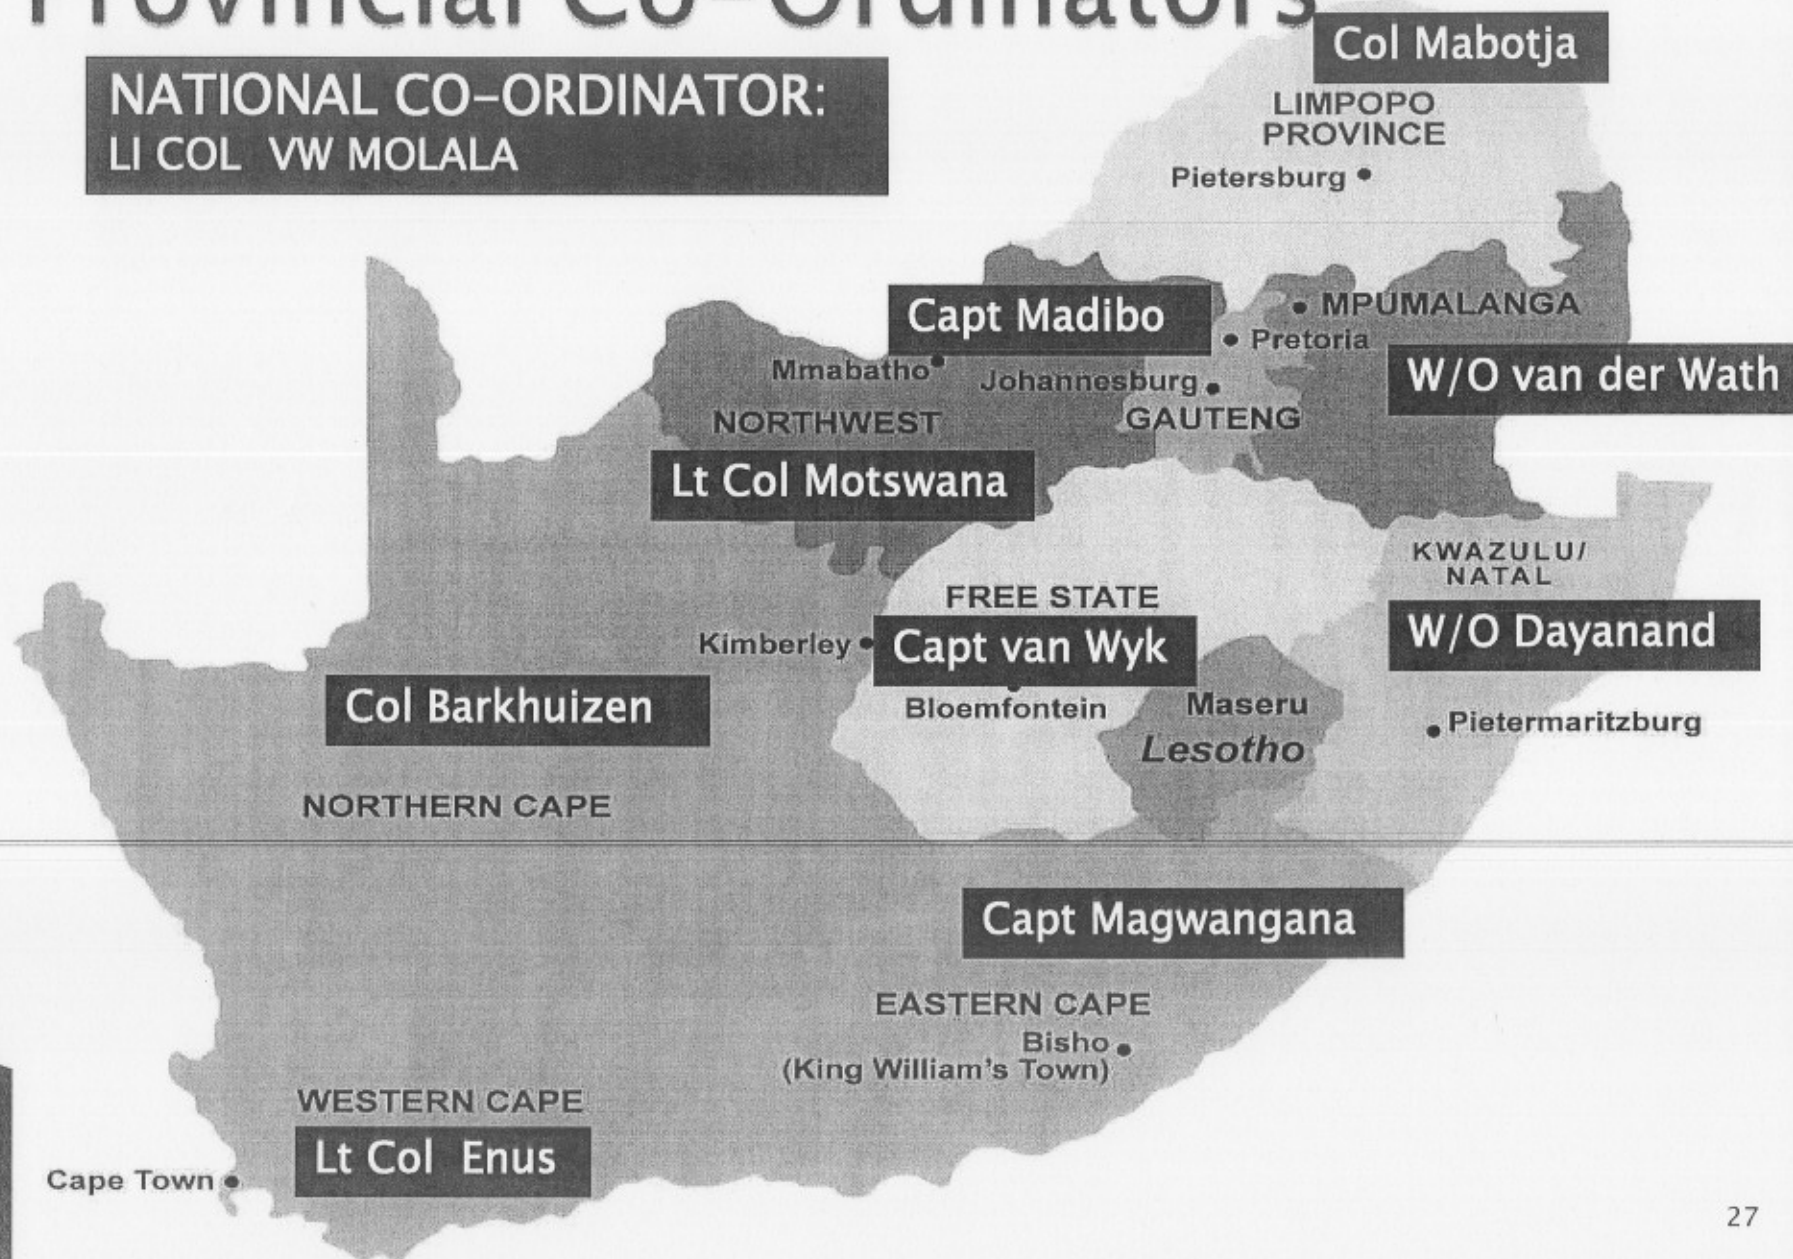 Provincial Co-Ordinators
Col Mabotja
NATIONAL CO-ORDINATOR:
LI COL VW MOLALA
LIMPOPO
PROVINCE
Pietersburg
Capt Madibo
MPUMALANGA
Pretoria
Mmabatho
Johannesburg
W/O van der Wath
NORTHWEST
GAUTENG
Lt Col Motswana
KWAZULU/
NATAL
FREE STATE
Kimberley
Capt van Wyk
W/O Dayanand
Col Barkhuizen
Bloemfontein
Maseru
Lesotho
Pietermaritzburg
NORTHERN CAPE
Capt Magwangana
EASTERN CAPE
Bisho
(King William's Town)
WESTERN CAPE
Lt Col Enus
Cape Town
27